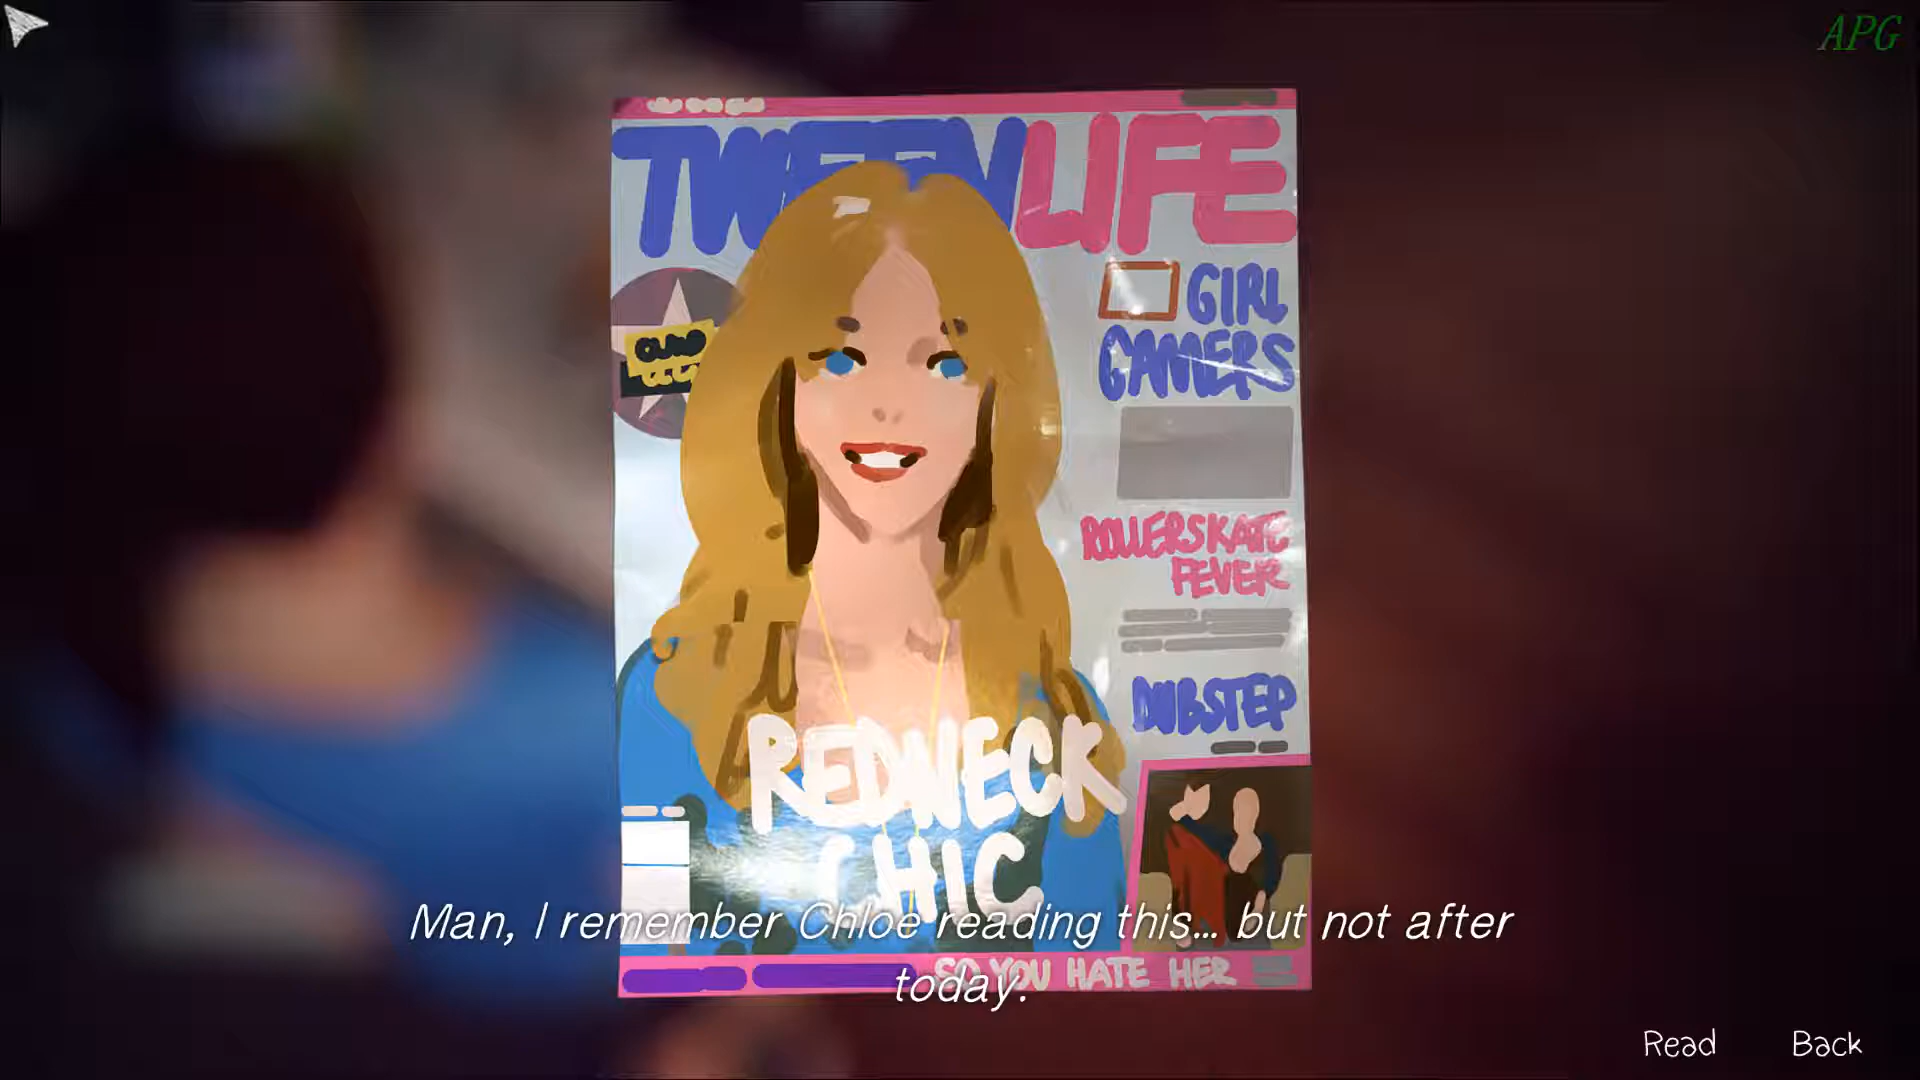 APG
TWEENLIFE
GIRL
GAMERS
ROLLERSKATE
FEVER
DUBSTEP
REDNECK
CHIC
Man, I remember Chloe reading this... but not after
today.
SO YOU HATE HER
Read Back